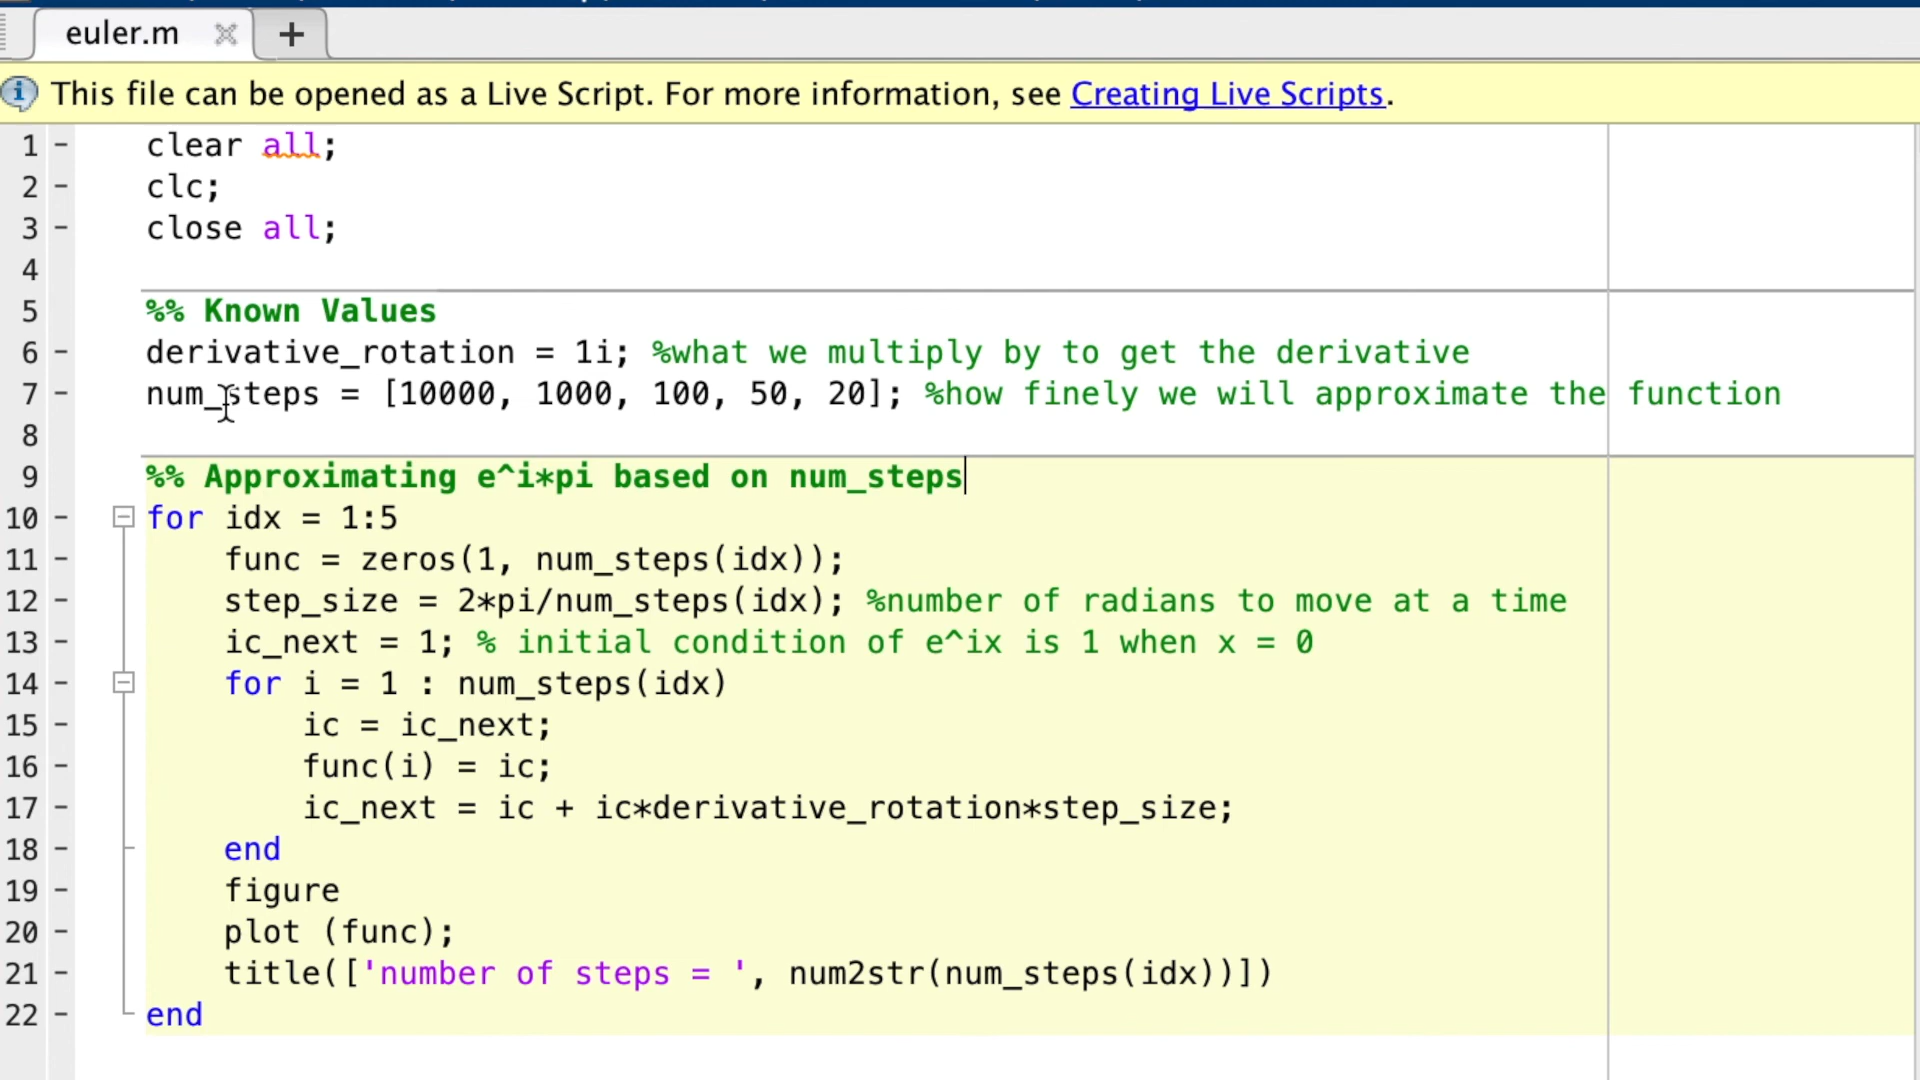 euler.m
This file can be opened as a Live Script. For more information, see Creating Live Scripts.
1 clear all;
2 clc;
3 close all;
4
5 %% Known Values
6 derivative_rotation = 1i; %what we multiply by to get the derivative
7 num_steps = [10000, 1000, 100, 50, 20]; %how finely we will approximate the function
8
9 %% Approximating e^i*pi based on num_steps
10 for idx = 1:5
11 func = zeros(1, num_steps(idx));
12 step_size = 2*pi/num_steps(idx); %number of radians to move at a time
13 ic_next = 1; % initial condition of e^ix is 1 when x = 0
14 for i = 1 : num_steps(idx)
15 ic = ic_next;
16 func(i) = ic;
17 ic_next = ic + ic*derivative_rotation*step_size;
18 end
19 figure
20 plot (func);
21 title(['number of steps = ', num2str(num_steps(idx))])
22 end